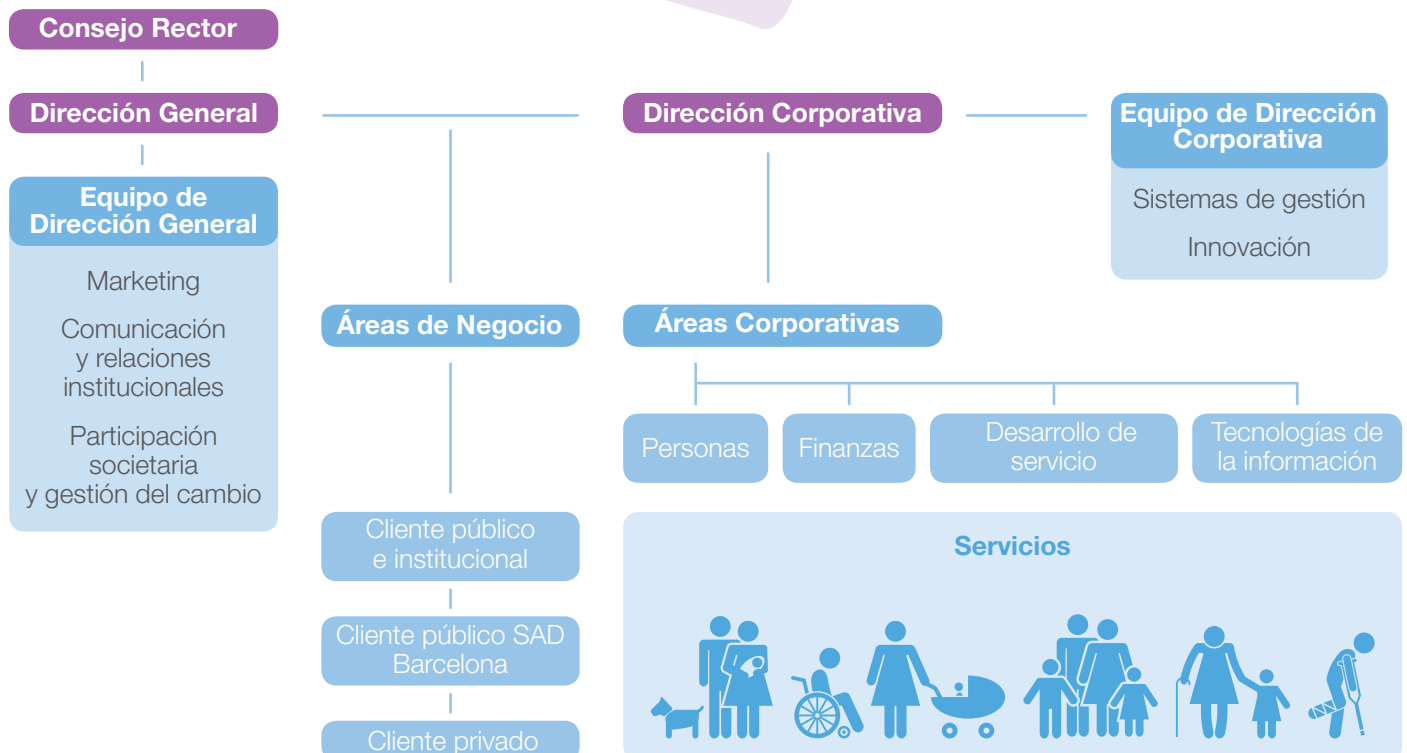 Consejo Rector
Dirección General
Dirección Corporativa
Equipo de Dirección
Corporativa
Sistemas de gestión
Innovación
Equipo de
Dirección General
Marketing
Comunicación
y relaciones
institucionales
Participación
societaria
y gestión del cambio
Áreas de Negocio
Áreas Corporativas
Personas
Finanzas
Desarrollo de
servicio
Tecnologías de
la información
Cliente público
e institucional
Cliente público SAD
Barcelona
Cliente privado
Servicios